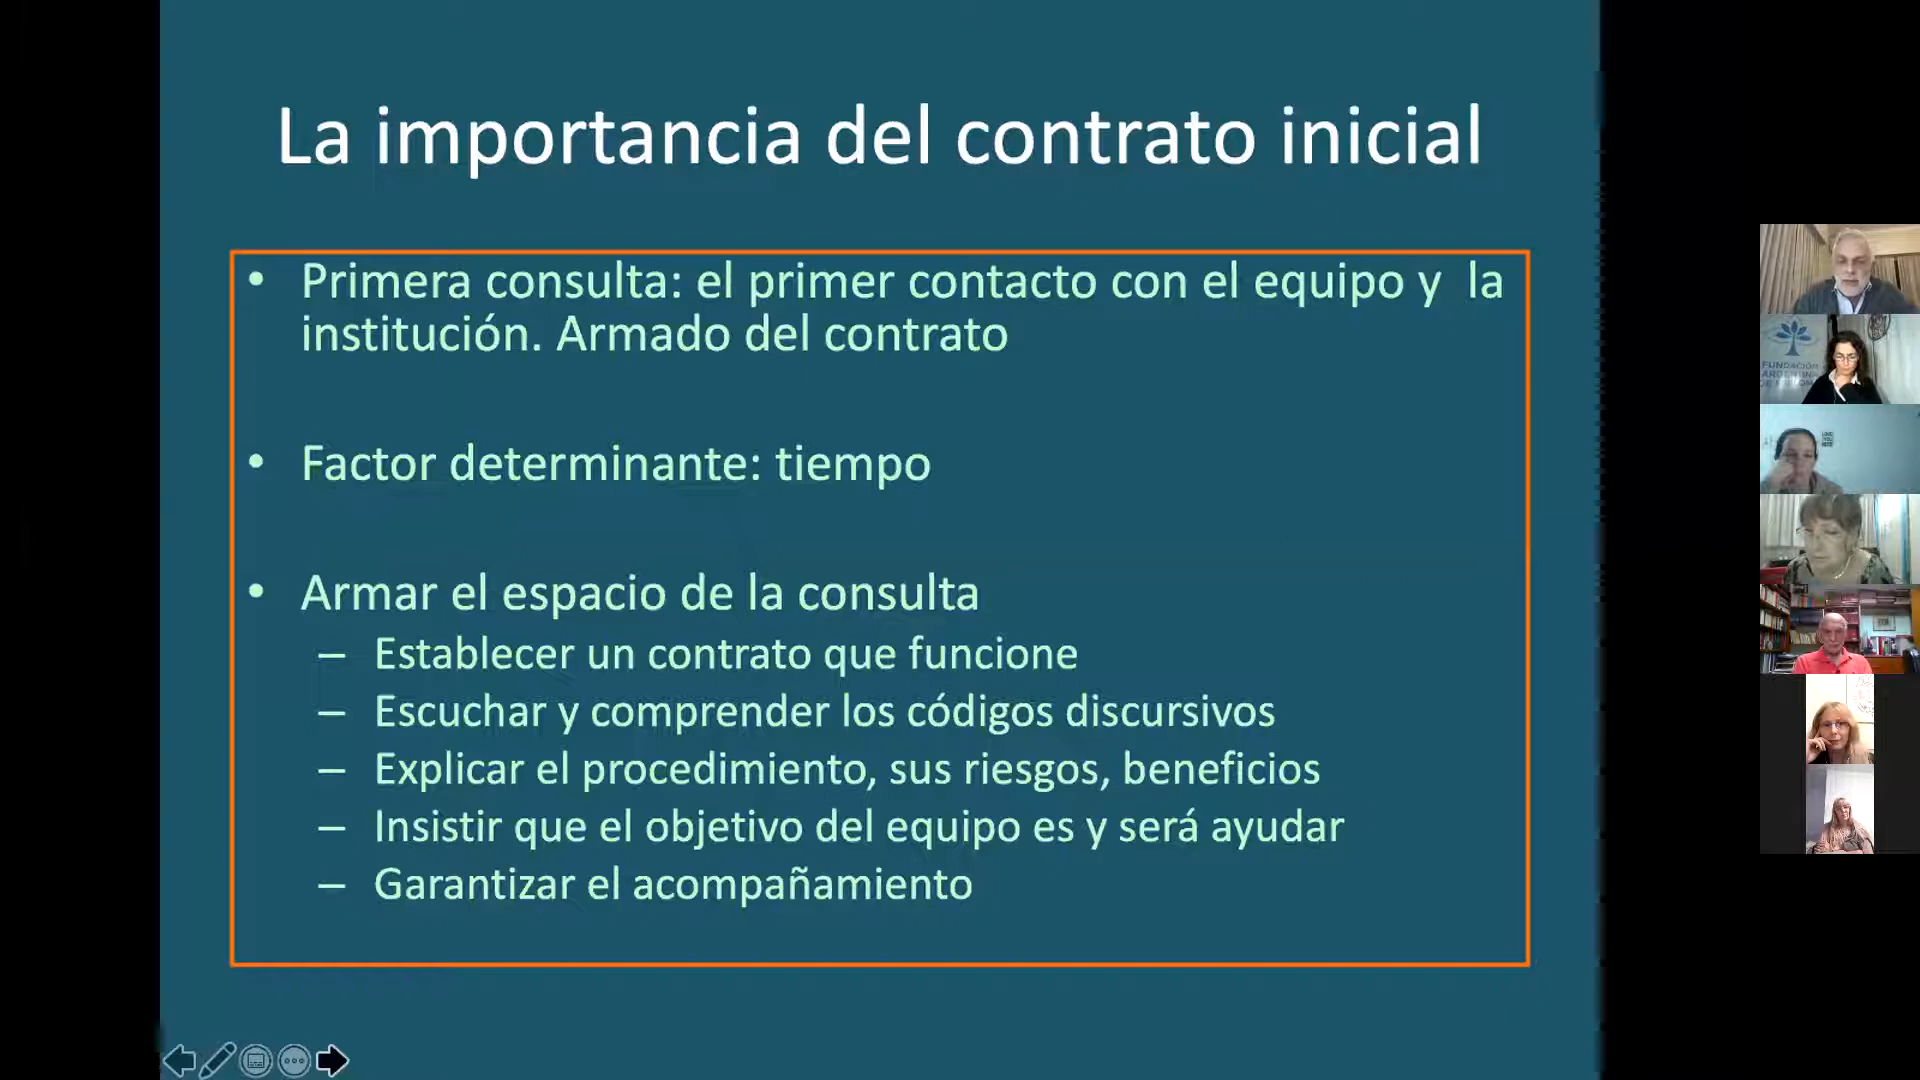 La importancia del contrato inicial
• Primera consulta: el primer contacto con el equipo y la
institución. Armado del contrato
• Factor determinante: tiempo
• Armar el espacio de la consulta
– Establecer un contrato que funcione
– Escuchar y comprender los códigos discursivos
– Explicar el procedimiento, sus riesgos, beneficios
– Insistir que el objetivo del equipo es y será ayudar
– Garantizar el acompañamiento
FUNDACIÓN